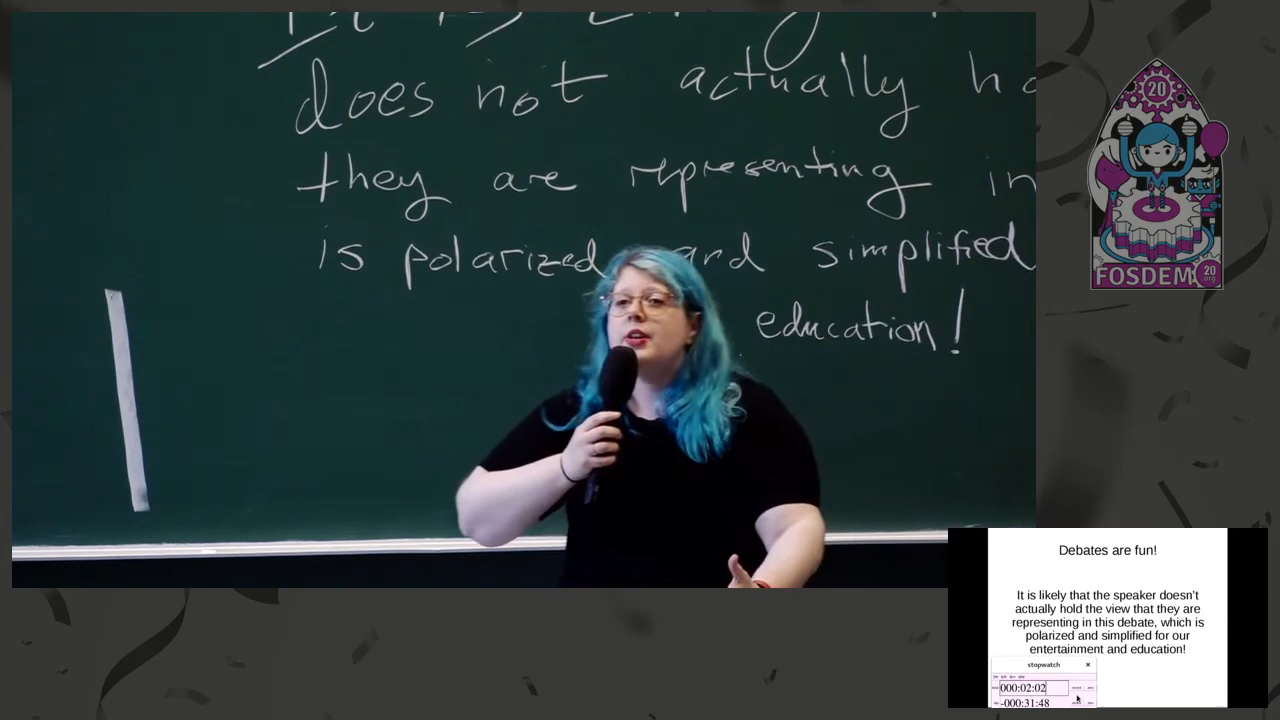 does not actually
they are representing
is polarized and simplified
education!
20
FOSDEM 20
.org
Debates are fun!
It is likely that the speaker doesn't
actually hold the view that they are
representing in this debate, which is
polarized and simplified for our
entertainment and education!
stopwatch
000:02:02
-000:31:48